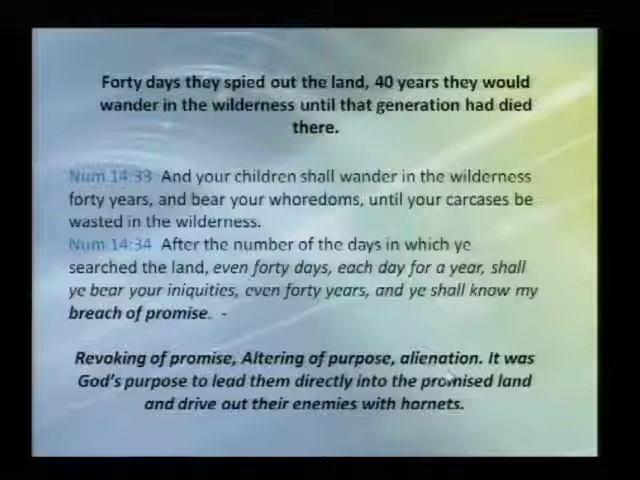 Forty days they spied out the land, 40 years they would
wander in the wilderness until that generation had died
there.
Num 14:33 And your children shall wander in the wilderness
forty years, and bear your whoredoms, until your carcases be
wasted in the wilderness.
Num 14:34 After the number of the days in which ye
searched the land, even forty days, each day for a year, shall
ye bear your iniquities, even forty years, and ye shall know my
breach of promise. -
Revoking of promise, Altering of purpose, alienation. It was
God's purpose to lead them directly into the promised land
and drive out their enemies with hornets.